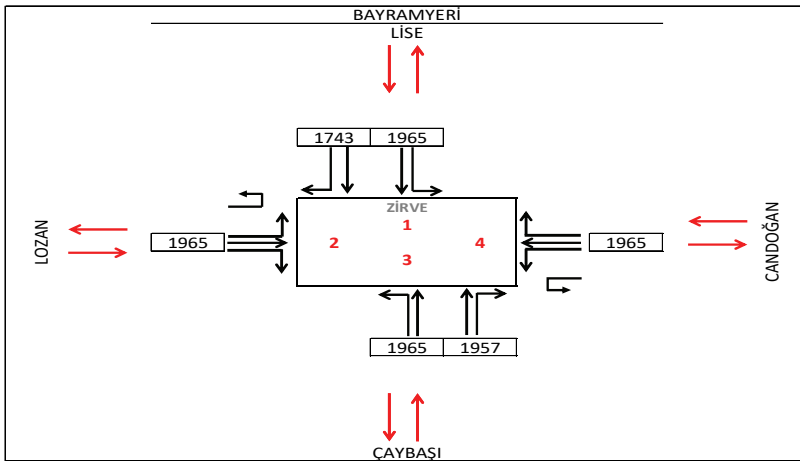 BAYRAMYERİ
LİSE
1743 1965
ZİRVE
1
LOZAN
1965
2
4
1965
CANDOĞAN
3
1965 1957
ÇAYBAŞI